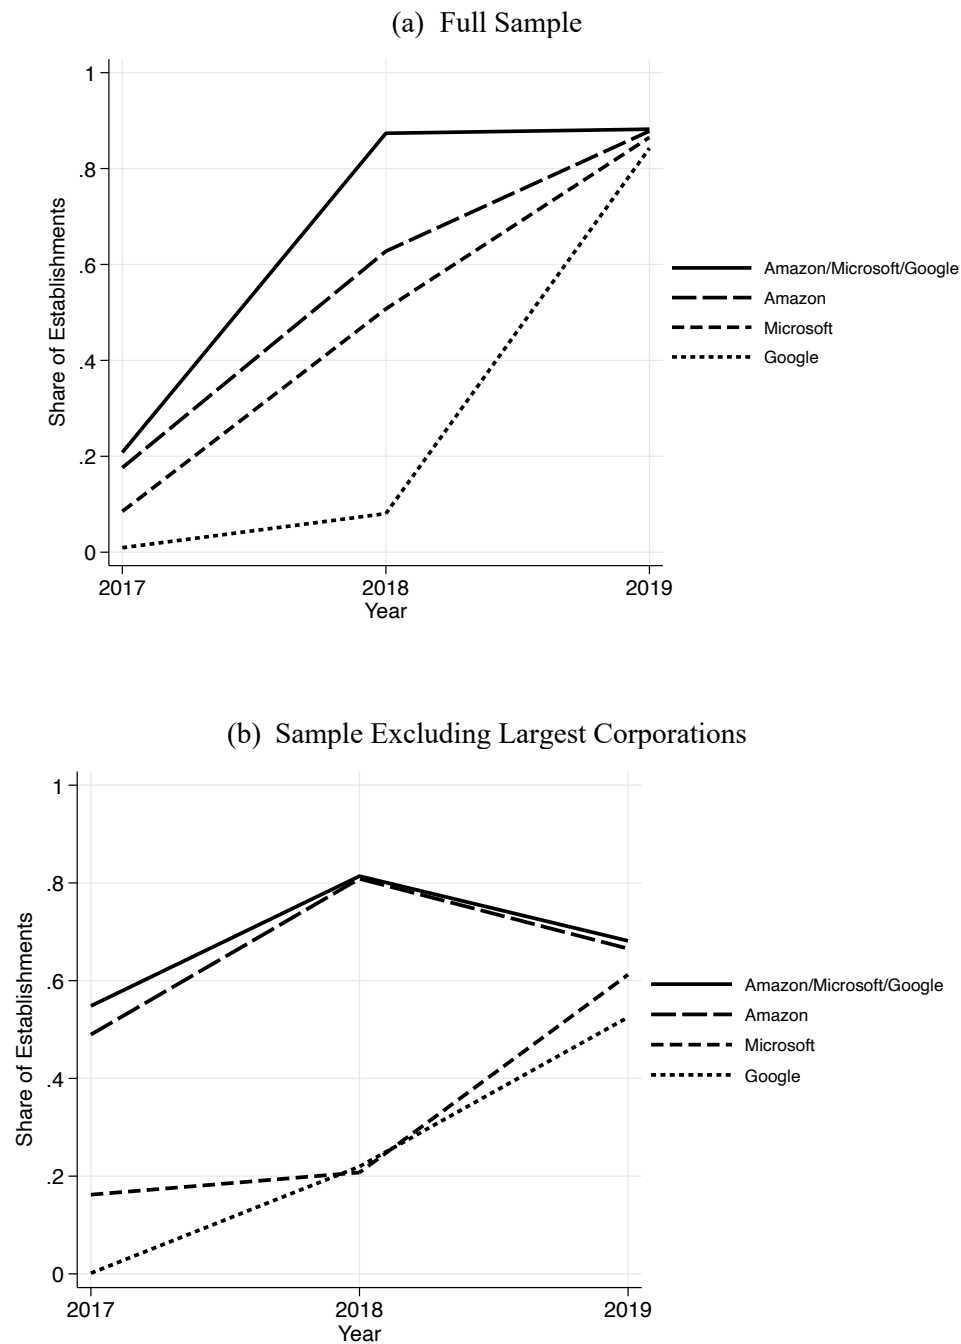 (a) Full Sample
1
.8
.6
.4
.2
0
Share of Establishments
2017 2018 2019
Year
Amazon/Microsoft/Google
Amazon
Microsoft
Google
(b) Sample Excluding Largest Corporations
1
.8
.6
.4
.2
0
Share of Establishments
2017 2018 2019
Year
Amazon/Microsoft/Google
Amazon
Microsoft
Google